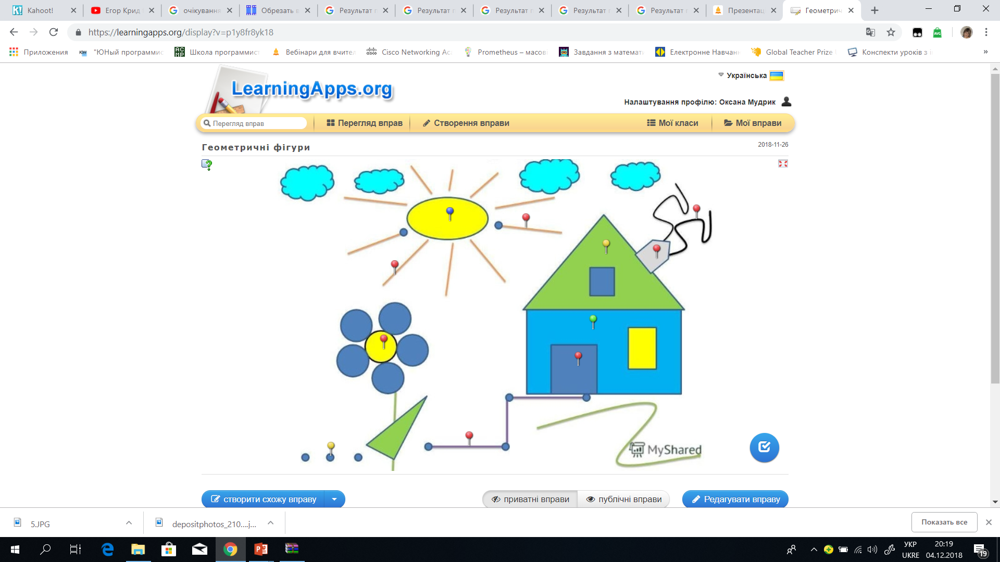 Kahoot!
Егор Крид
очікування
Обрезать в
Результат п
Результат п
Результат п
Результат п
Результат п
Презентац
Геометрич
https://learningapps.org/display?v=p1y8fr8yk18
Приложения
"ЮНый программис
Школа программист
Вебінари для вчител
Cisco Networking Aca
Prometheus – масові
Завдання з математи
Електронне Навчан
Global Teacher Prize
Конспекти уроків з і
»
LearningApps.org
Українська
Налаштування профілю: Оксана Мудрик
Перегляд вправ
Перегляд вправ
Створення вправи
Мої класи
Мої вправи
Геометричні фігури
2018-11-26
MyShared
створити схожу вправу
приватні вправи
публічні вправи
Редагувати вправу
5.JPG
depositphotos_210....j...
Показать все
УКР
UKRE
20:19
04.12.2018
19